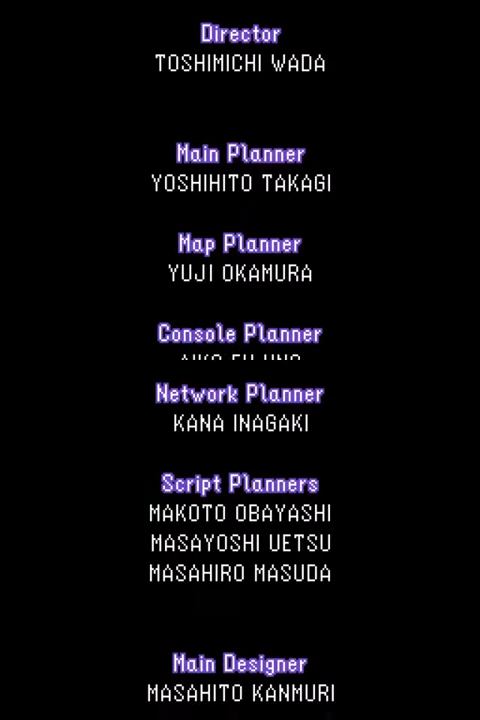 Director
TOSHIMICHI WADA
Main Planner
YOSHIHITO TAKAGI
Map Planner
YUJI OKAMURA
Console Planner
Network Planner
KANA INAGAKI
Script Planners
MAKOTO OBAYASHI
MASAYOSHI UETSU
MASAHIRO MASUDA
Main Designer
MASAHITO KANMURI